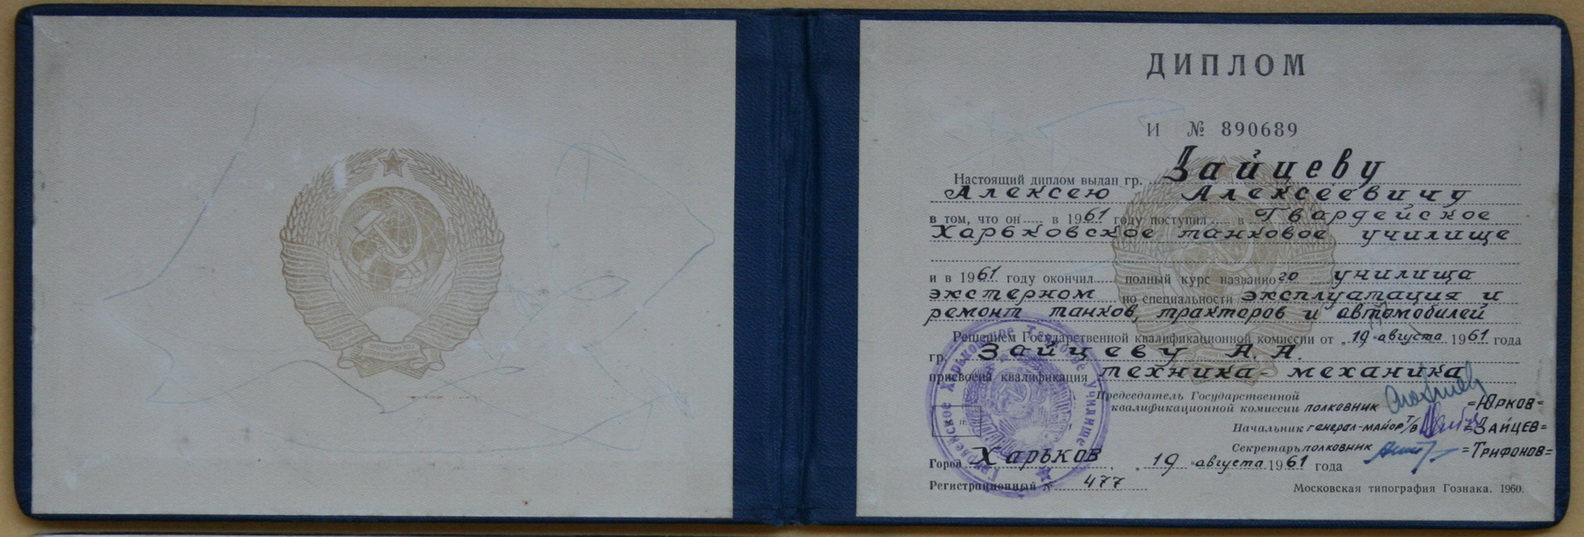 ДИПЛОМ
И № 890689
Настоящий диплом выдан гр. Зайцеву
Алексею Алексеевичу
в том, что он в 1961 году поступил в Гвардейское
Харьковское танковое училище
и в 1961 году окончил полный курс названного училища
экстерном по специальности эксплуатация и
ремонт танков, тракторов и автомобилей
Решением Государственной квалификационной комиссии от „19" августа 1961 года
гр. Зайцеву А.А.
присвоена квалификация техника-механика
Председатель Государственной
квалификационной комиссии полковник =Юрков=
Начальник генерал-майор т/в =Зайцев=
Секретарь полковник =Трифонов=
Город Харьков. 19 августа 1961 года
Регистрационный № 477
Московская типография Гознака. 1960.